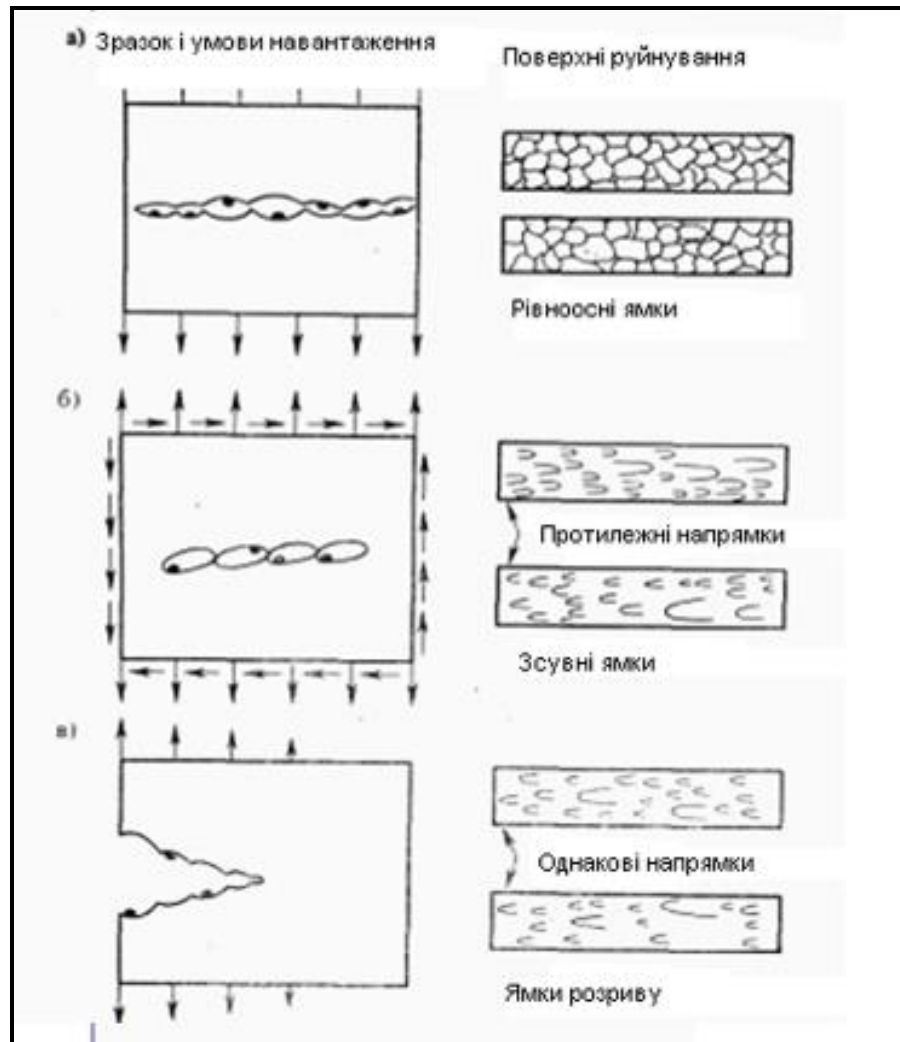 а) Зразок і умови навантаження
Поверхні руйнування
Рівноосні ямки
б)
Протилежні напрямки
Зсувні ямки
в)
Однакові напрямки
Ямки розриву